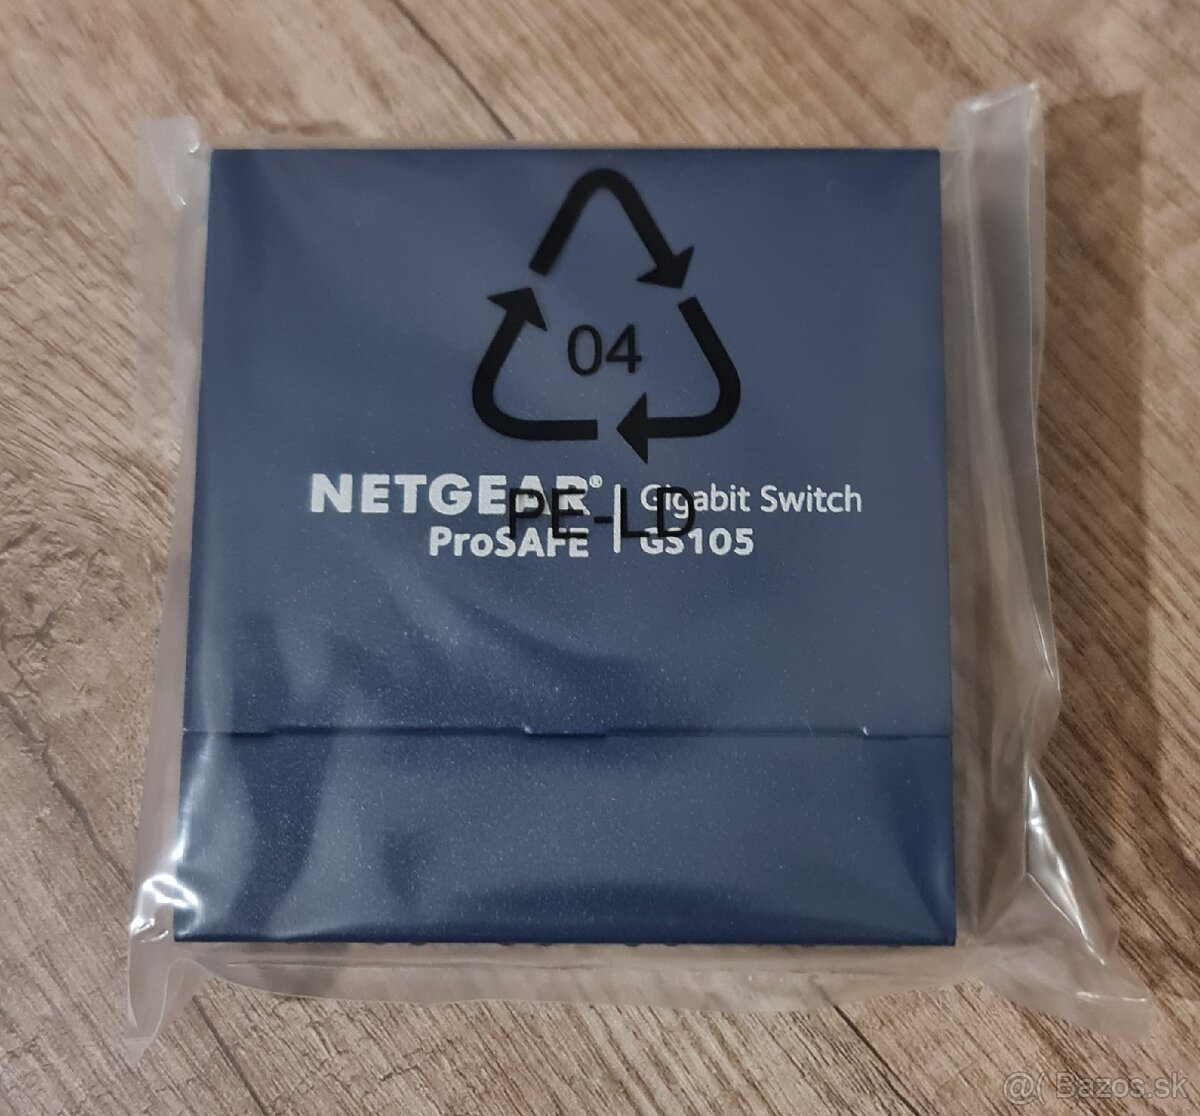 04
NETGEAR® | Gigabit Switch
PE-LD
ProSAFE | GS105
@( Bazos.sk